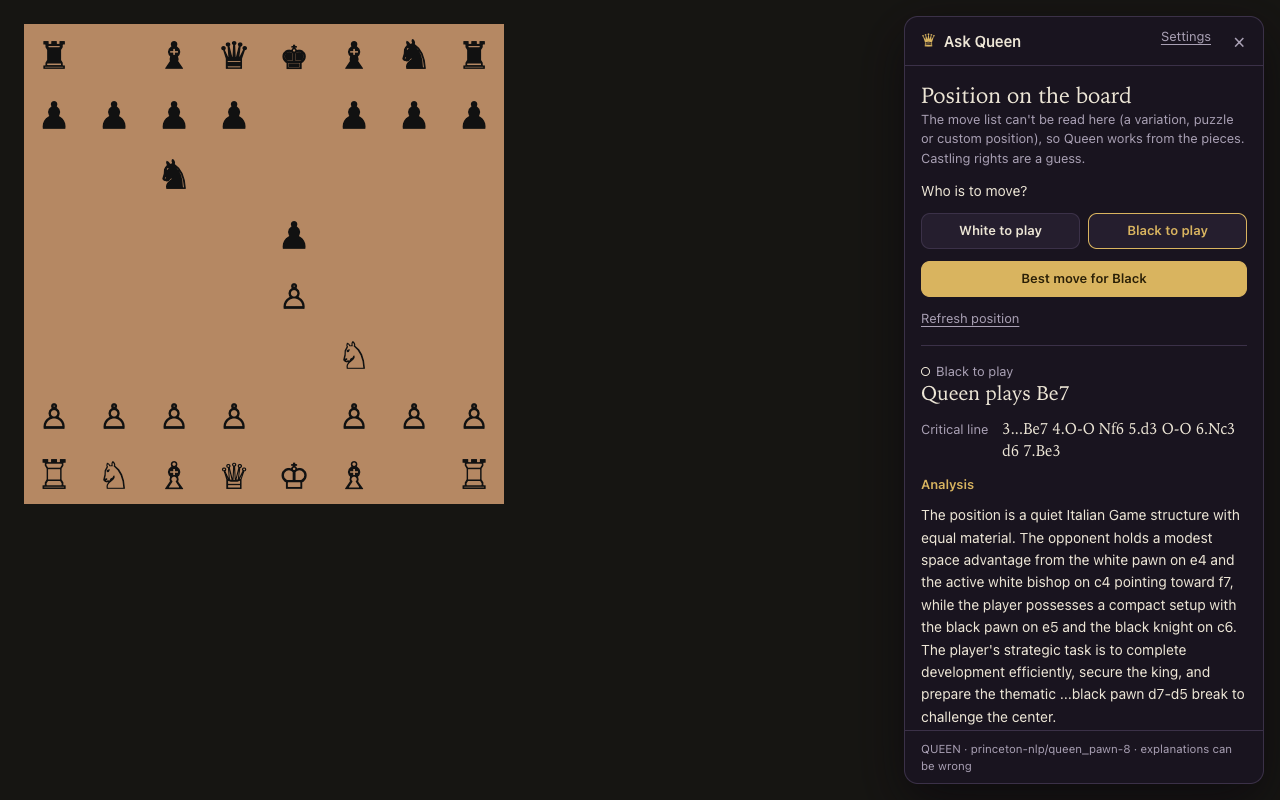 Ask Queen
Settings
×
Position on the board
The move list can't be read here (a variation, puzzle
or custom position), so Queen works from the pieces.
Castling rights are a guess.
Who is to move?
White to play
Black to play
Best move for Black
Refresh position
Black to play
Queen plays Be7
Critical line
3...Be7 4.O-O Nf6 5.d3 O-O 6.Nc3
d6 7.Be3
Analysis
The position is a quiet Italian Game structure with
equal material. The opponent holds a modest
space advantage from the white pawn on e4 and
the active white bishop on c4 pointing toward f7,
while the player possesses a compact setup with
the black pawn on e5 and the black knight on c6.
The player's strategic task is to complete
development efficiently, secure the king, and
prepare the thematic ...black pawn d7-d5 break to
challenge the center.
QUEEN · princeton-nlp/queen_pawn-8 · explanations can
be wrong